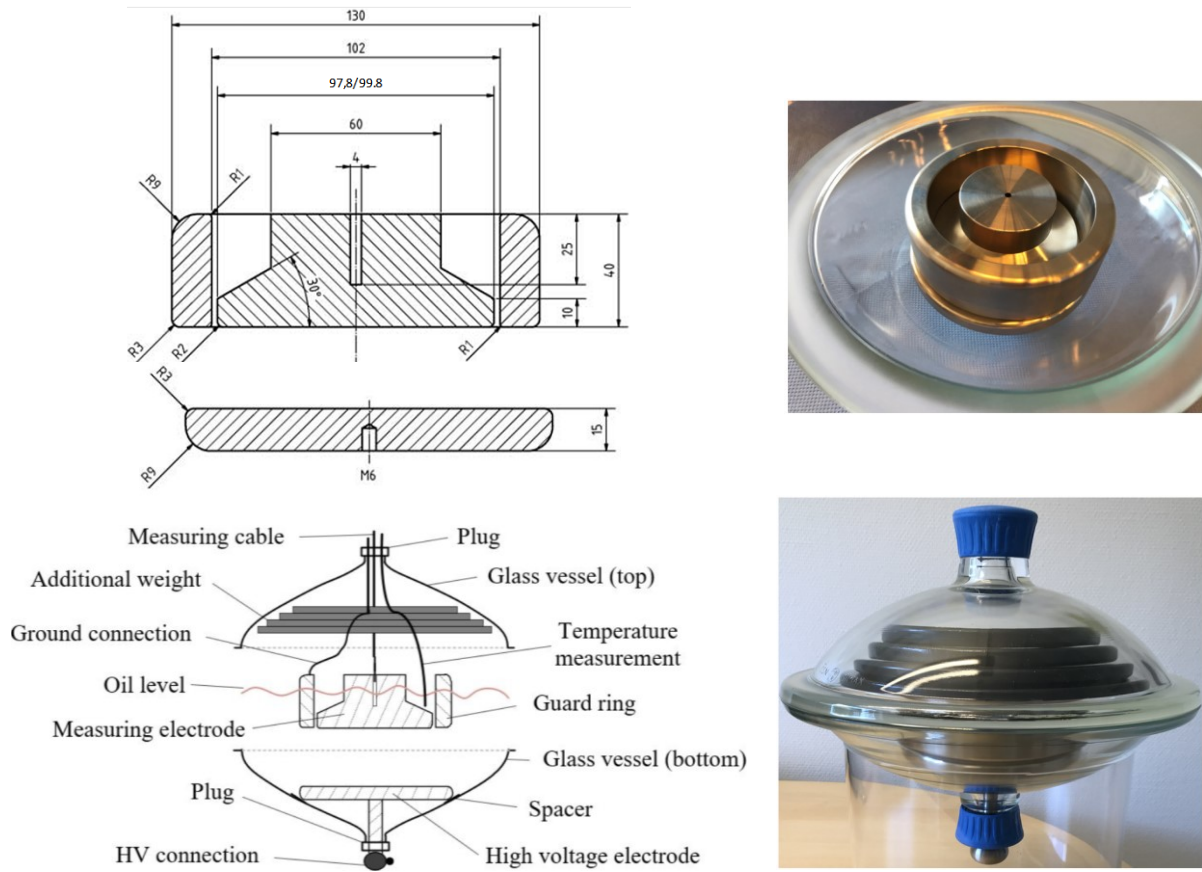 130
102
97,8/99.8
60
4
R9
R1
25
40
30°
10
R3
R2
R1
R3
15
R9
M6
Measuring cable
Plug
Additional weight
Glass vessel (top)
Ground connection
Temperature
measurement
Oil level
Guard ring
Measuring electrode
Glass vessel (bottom)
Plug
Spacer
HV connection
High voltage electrode